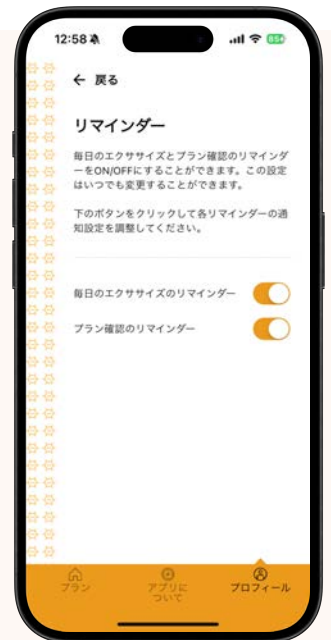 12:58
← 戻る
リマインダー
毎日のエクササイズとプラン確認のリマインダ
ーをON/OFFにすることができます。この設定
はいつでも変更することができます。
下のボタンをクリックして各リマインダーの通
知設定を調整してください。
毎日のエクササイズのリマインダー
プラン確認のリマインダー
プラン
アプリに
ついて
プロフィール